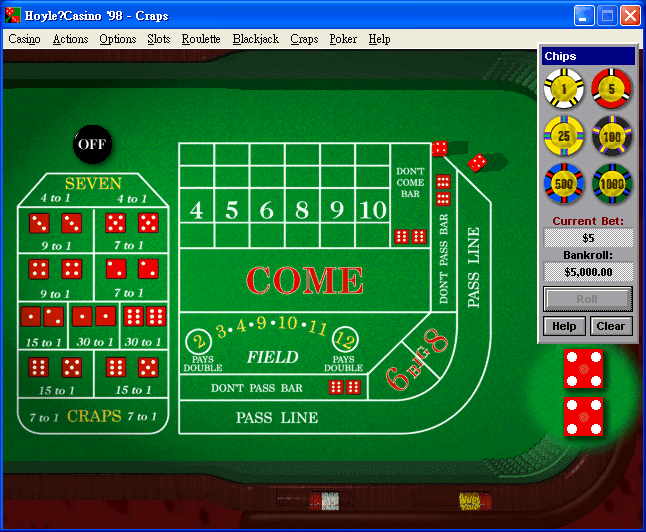 Hoyle?Casino '98 - Craps
Casino Actions Options Slots Roulette Blackjack Craps Poker Help
Chips
1 5
25 100
500 1000
Current Bet:
$5
Bankroll:
$5,000.00
Roll
Help Clear
OFF
SEVEN
4 to 1 4 to 1
9 to 1 7 to 1
9 to 1 7 to 1
15 to 1 30 to 1 30 to 1
15 to 1 15 to 1
7 to 1 CRAPS 7 to 1
4 5 6 8 9 10
DON'T
COME
BAR
DON'T PASS BAR
PASS LINE
COME
2 3 • 4 • 9 • 10 • 11 12
PAYS
DOUBLE
FIELD
PAYS
DOUBLE
6 BIG 8
DON'T PASS BAR
PASS LINE